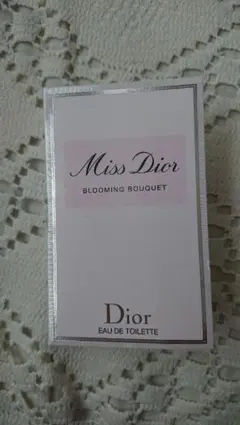 Miss Dior
BLOOMING BOUQUET
Dior
EAU DE TOILETTE